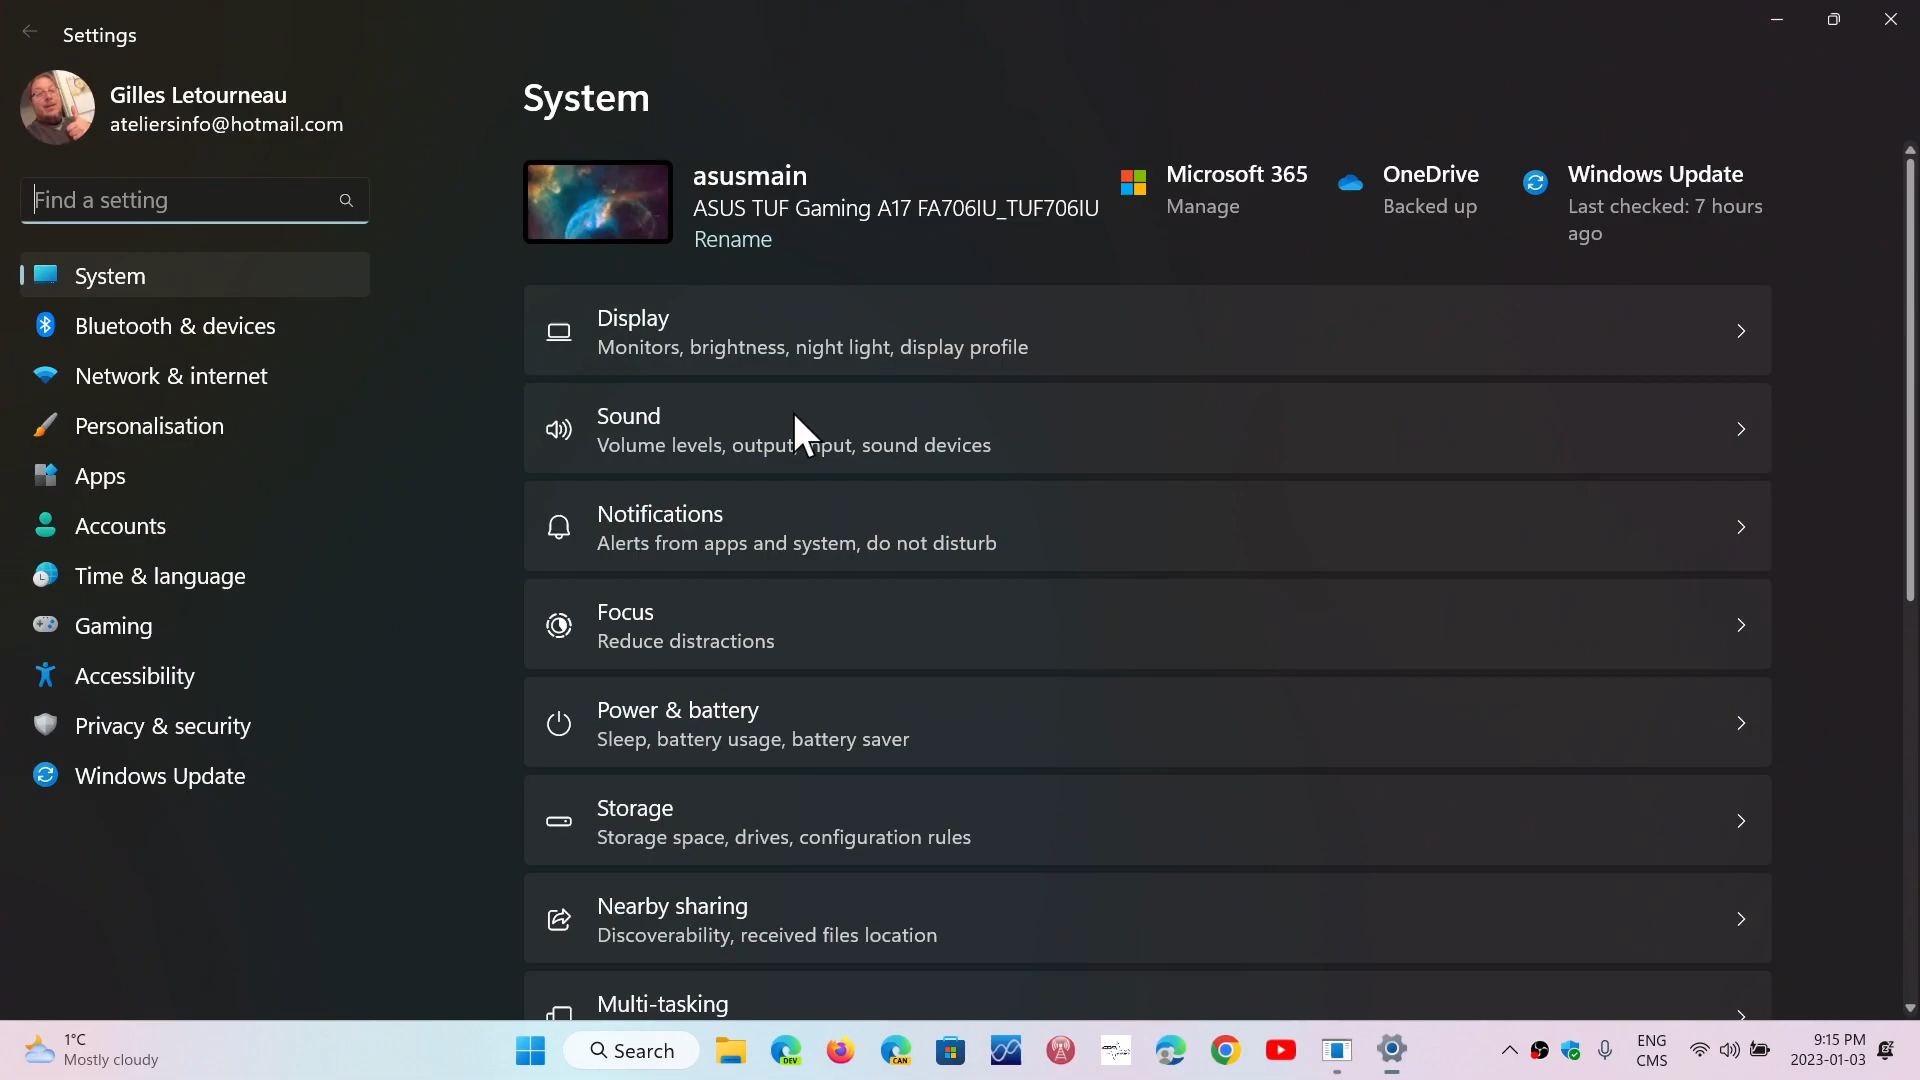 Settings
Gilles Letourneau
ateliersinfo@hotmail.com
Find a setting
System
Bluetooth & devices
Network & internet
Personalisation
Apps
Accounts
Time & language
Gaming
Accessibility
Privacy & security
Windows Update
System
asusmain
ASUS TUF Gaming A17 FA706IU_TUF706IU
Rename
Microsoft 365
Manage
OneDrive
Backed up
Windows Update
Last checked: 7 hours
ago
Display
Monitors, brightness, night light, display profile
Sound
Volume levels, output, input, sound devices
Notifications
Alerts from apps and system, do not disturb
Focus
Reduce distractions
Power & battery
Sleep, battery usage, battery saver
Storage
Storage space, drives, configuration rules
Nearby sharing
Discoverability, received files location
Multi-tasking
1°C
Mostly cloudy
Search
DEV
CAN
ENG
CMS
9:15 PM
2023-01-03